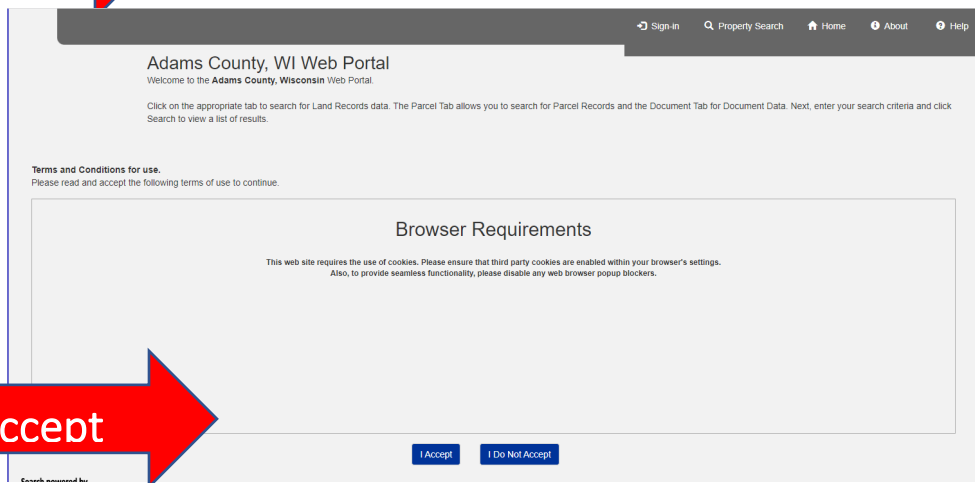 Sign-in Property Search Home About Help
Adams County, WI Web Portal
Welcome to the Adams County, Wisconsin Web Portal.
Click on the appropriate tab to search for Land Records data. The Parcel Tab allows you to search for Parcel Records and the Document Tab for Document Data. Next, enter your search criteria and click
Search to view a list of results.
Terms and Conditions for use.
Please read and accept the following terms of use to continue.
Browser Requirements
This web site requires the use of cookies. Please ensure that third party cookies are enabled within your browser's settings.
Also, to provide seamless functionality, please disable any web browser popup blockers.
ccept
I Accept I Do Not Accept
Search powered by